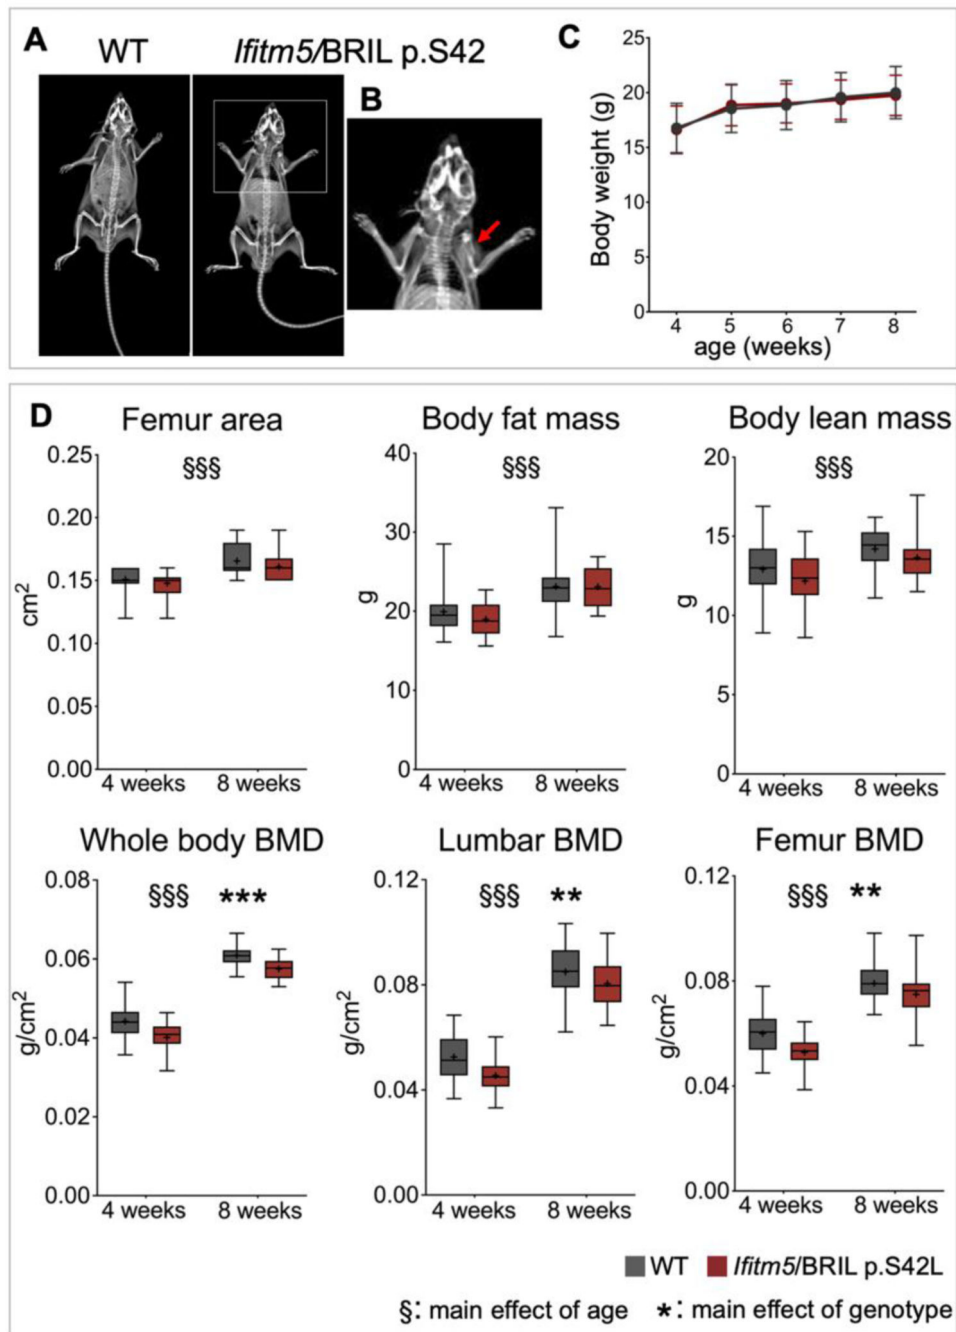 A
WT
Ifitm5/BRIL p.S42
B
C
25
20
15
10
5
0
Body weight (g)
4 5 6 7 8
age (weeks)
D
Femur area
§§§
0.25
0.20
0.15
0.10
0.05
0.00
cm²
4 weeks 8 weeks
Body fat mass
§§§
40
30
20
10
0
g
4 weeks 8 weeks
Body lean mass
§§§
20
15
10
5
0
g
4 weeks 8 weeks
Whole body BMD
§§§ ***
0.08
0.06
0.04
0.02
0.00
g/cm²
4 weeks 8 weeks
Lumbar BMD
§§§ **
0.12
0.08
0.04
0.00
g/cm²
4 weeks 8 weeks
Femur BMD
§§§ **
0.12
0.08
0.04
0.00
g/cm²
4 weeks 8 weeks
WT Ifitm5/BRIL p.S42L
§: main effect of age *: main effect of genotype